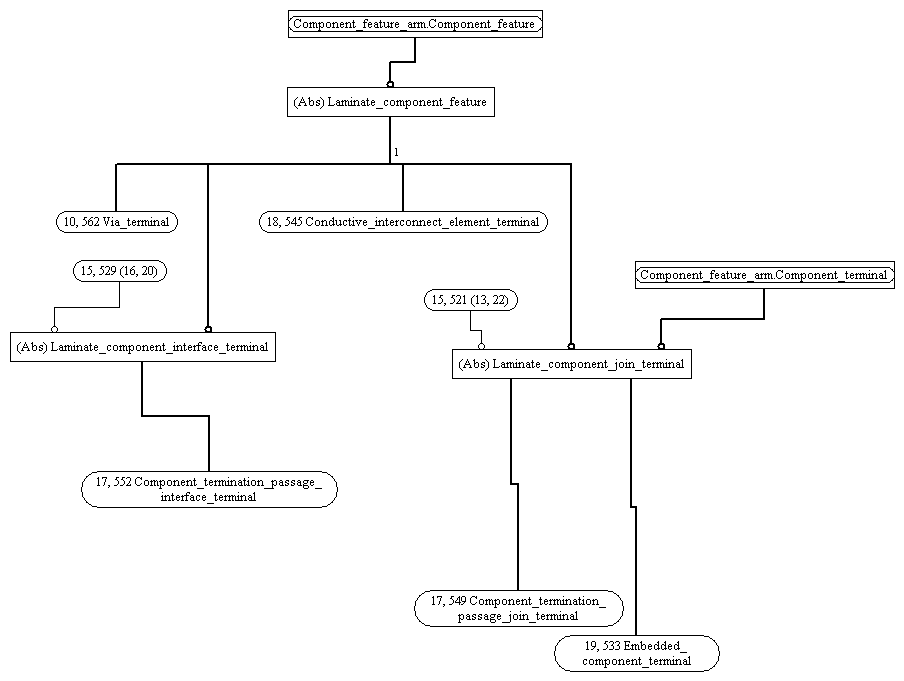 Component_feature_arm.Component_feature
(Abs) Laminate_component_feature
1
10, 562 Via_terminal
18, 545 Conductive_interconnect_element_terminal
15, 529 (16, 20)
Component_feature_arm.Component_terminal
15, 521 (13, 22)
(Abs) Laminate_component_interface_terminal
(Abs) Laminate_component_join_terminal
17, 552 Component_termination_passage_
interface_terminal
17, 549 Component_termination_
passage_join_terminal
19, 533 Embedded_
component_terminal